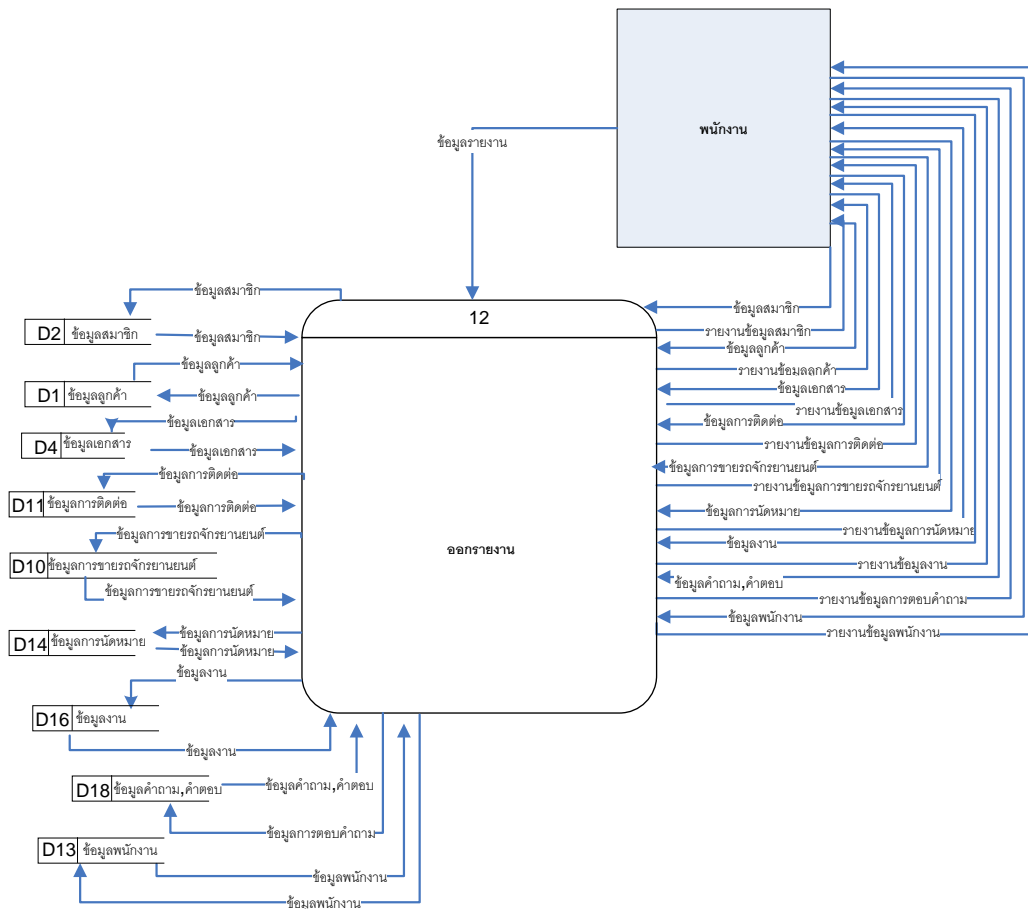 พนักงาน
ข้อมูลรายงาน
ข้อมูลสมาชิก
ข้อมูลสมาชิก
12
รายงานข้อมูลสมาชิก
D2 ข้อมูลสมาชิก
ข้อมูลสมาชิก
ข้อมูลลูกค้า
ข้อมูลลูกค้า
รายงานข้อมูลลูกค้า
D1 ข้อมูลลูกค้า
ข้อมูลลูกค้า
ข้อมูลเอกสาร
รายงานข้อมูลเอกสาร
ข้อมูลเอกสาร
ข้อมูลการติดต่อ
D4 ข้อมูลเอกสาร
ข้อมูลเอกสาร
รายงานข้อมูลการติดต่อ
ข้อมูลการติดต่อ
ข้อมูลการขายรถจักรยานยนต์
รายงานข้อมูลการขายรถจักรยานยนต์
D11 ข้อมูลการติดต่อ
ข้อมูลการติดต่อ
ข้อมูลการนัดหมาย
ข้อมูลการขายรถจักรยานยนต์
รายงานข้อมูลการนัดหมาย
ข้อมูลงาน
ออกรายงาน
D10 ข้อมูลการขายรถจักรยานยนต์
รายงานข้อมูลงาน
ข้อมูลคำถาม,คำตอบ
ข้อมูลการขายรถจักรยานยนต์
รายงานข้อมูลการตอบคำถาม
ข้อมูลพนักงาน
ข้อมูลการนัดหมาย
รายงานข้อมูลพนักงาน
D14 ข้อมูลการนัดหมาย
ข้อมูลการนัดหมาย
ข้อมูลงาน
D16 ข้อมูลงาน
ข้อมูลงาน
D18 ข้อมูลคำถาม,คำตอบ
ข้อมูลคำถาม,คำตอบ
ข้อมูลการตอบคำถาม
D13 ข้อมูลพนักงาน
ข้อมูลพนักงาน
ข้อมูลพนักงาน